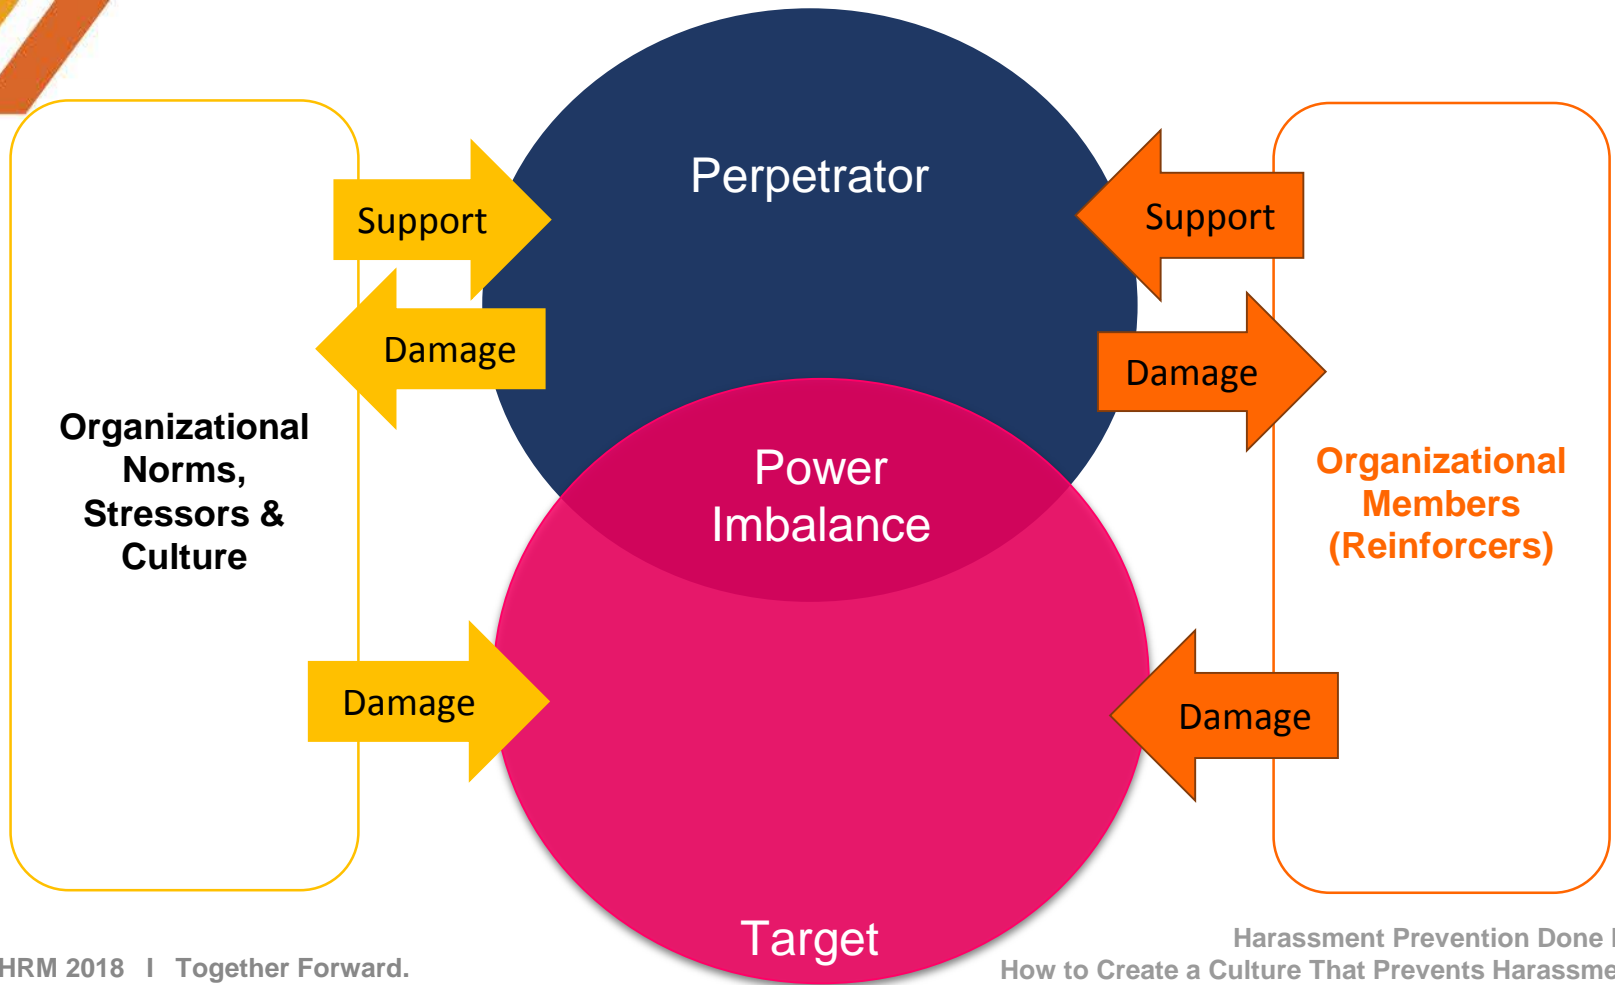 Perpetrator
Support
Support
Damage
Damage
Organizational
Norms,
Stressors &
Culture
Power
Imbalance
Organizational
Members
(Reinforcers)
Damage
Damage
Target
HRM 2018 I Together Forward.
Harassment Prevention Done
How to Create a Culture That Prevents Harassme